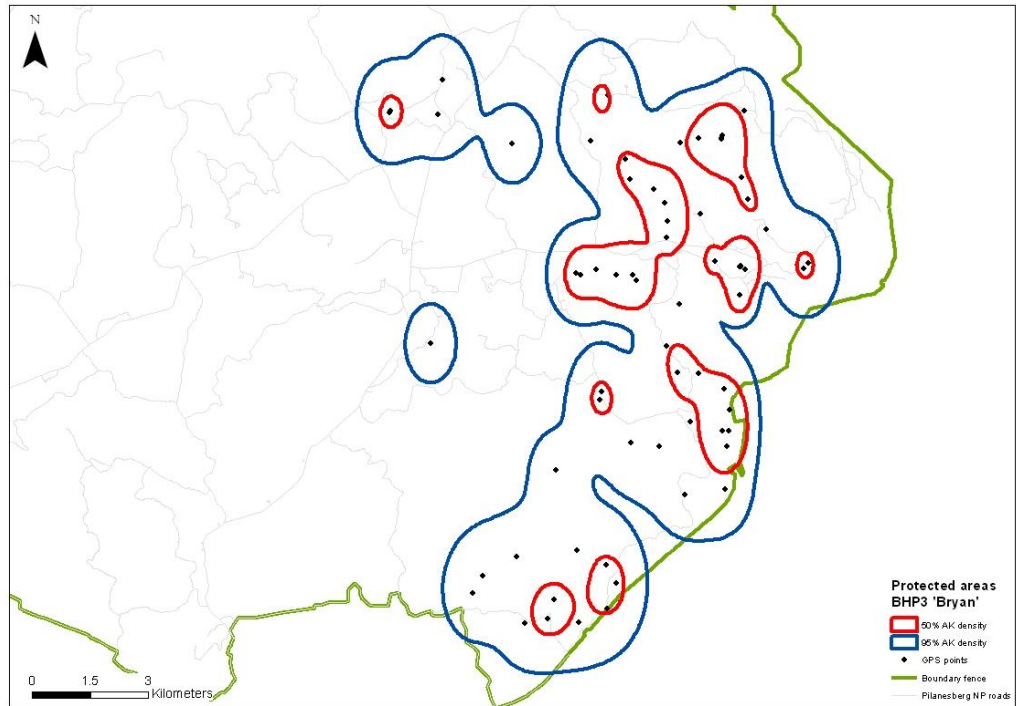 N
Protected areas
BHP3 'Bryan'
50% AK density
95% AK density
GPS points
Boundary fence
Pilanesberg NP roads
0 1.5 3
Kilometers